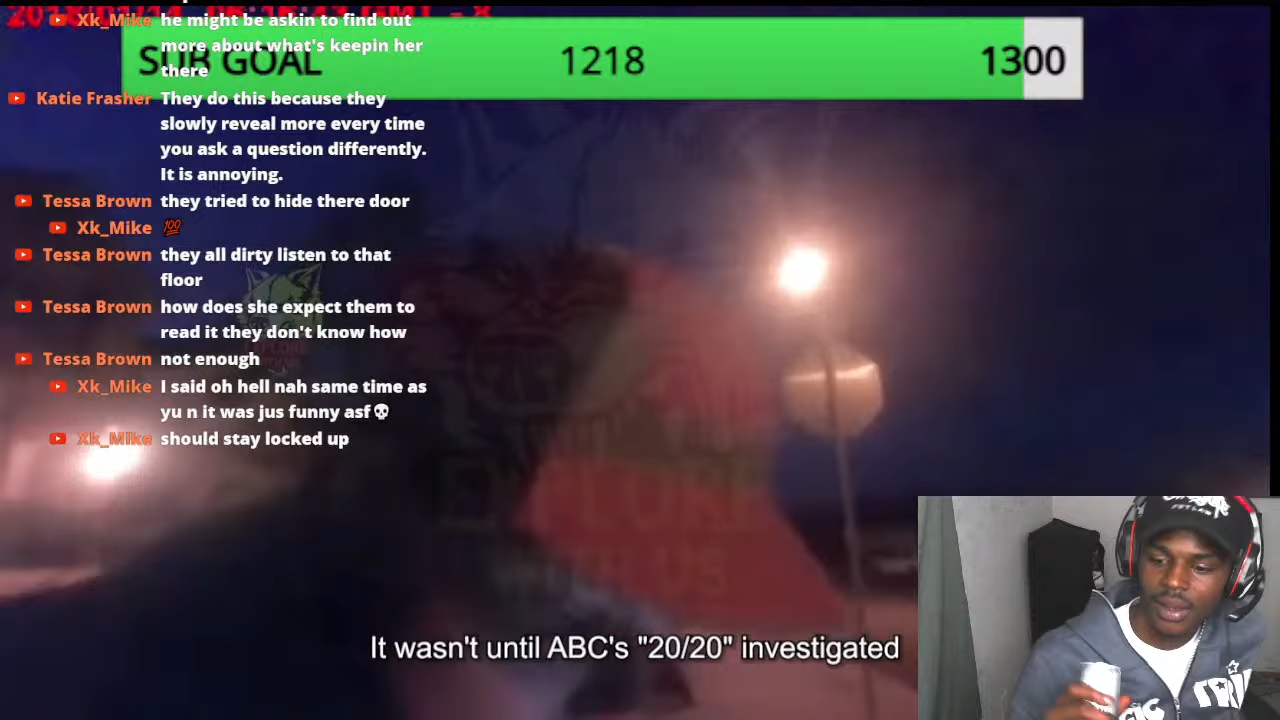 Xk_Mike he might be askin to find out
more about what's keepin her
there
SUB GOAL 1218 1300
Katie Frasher They do this because they
slowly reveal more every time
you ask a question differently.
It is annoying.
Tessa Brown they tried to hide there door
Xk_Mike 💯
Tessa Brown they all dirty listen to that
floor
Tessa Brown how does she expect them to
read it they don't know how
Tessa Brown not enough
Xk_Mike I said oh hell nah same time as
yu n it was jus funny asf💀
Xk_Mike should stay locked up
EXPLORE
WITH US
It wasn't until ABC's "20/20" investigated